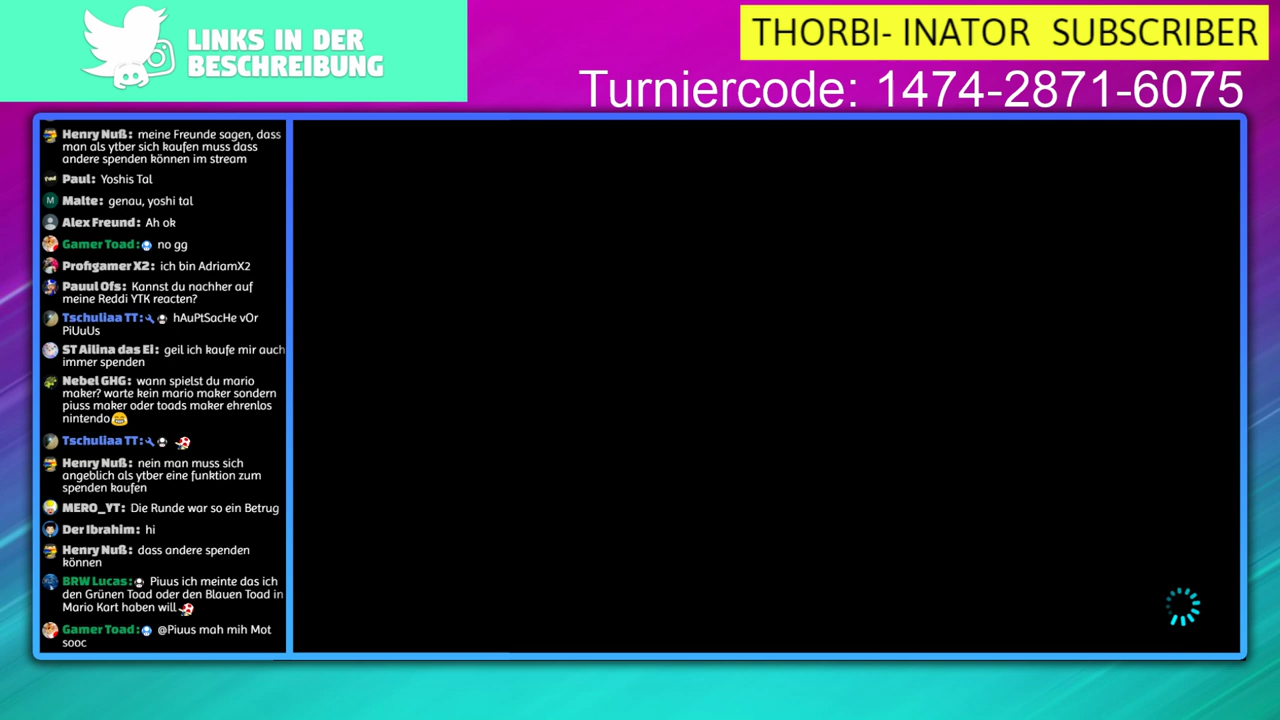 LINKS IN DER
BESCHREIBUNG
THORBI- INATOR SUBSCRIBER
Turniercode: 1474-2871-6075
Henry Nuß: meine Freunde sagen, dass
man als ytber sich kaufen muss dass
andere spenden können im stream
Paul: Yoshis Tal
M Malte: genau, yoshi tal
Alex Freund: Ah ok
Gamer Toad: no gg
Profigamer X2: ich bin AdriamX2
Pauul Ofs: Kannst du nachher auf
meine Reddi YTK reacten?
Tschuliaa TT: hAuPtSacHe vOr
PiUuUs
ST Ailina das Ei: geil ich kaufe mir auch
immer spenden
Nebel GHG: wann spielst du mario
maker? warte kein mario maker sondern
piuss maker oder toads maker ehrenlos
nintendo😂
Tschuliaa TT:
Henry Nuß: nein man muss sich
angeblich als ytber eine funktion zum
spenden kaufen
MERO_YT: Die Runde war so ein Betrug
Der Ibrahim: hi
Henry Nuß: dass andere spenden
können
BRW Lucas: Piuus ich meinte das ich
den Grünen Toad oder den Blauen Toad in
Mario Kart haben will
Gamer Toad: @Piuus mah mih Mot
sooc